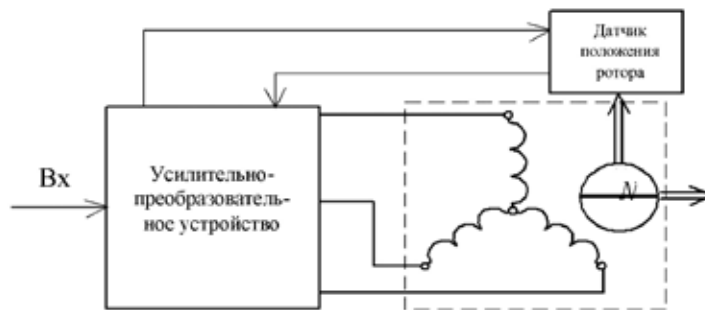 Датчик
положения
ротора
Вх
Усилительно-
преобразователь-
ное устройство
N